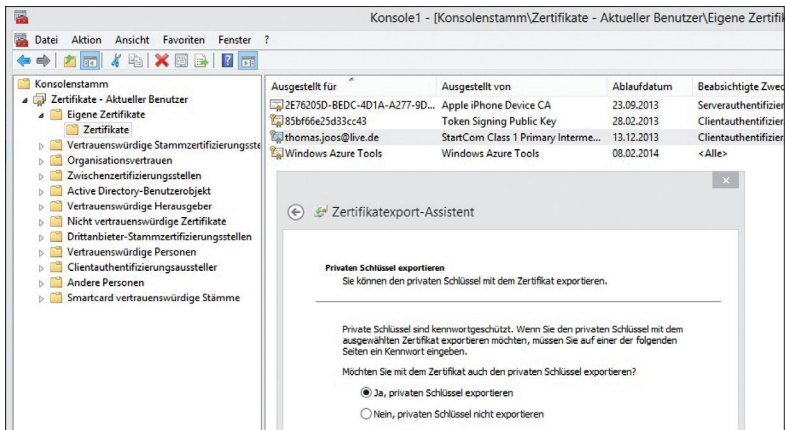 Konsole1 - [Konsolenstamm\Zertifikate - Aktueller Benutzer\Eigene Zertifik
Datei Aktion Ansicht Favoriten Fenster ?
Konsolenstamm
Zertifikate - Aktueller Benutzer
Eigene Zertifikate
Zertifikate
Vertrauenswürdige Stammzertifizierungsste
Organisationsvertrauen
Zwischenzertifizierungsstellen
Active Directory-Benutzerobjekt
Vertrauenswürdige Herausgeber
Nicht vertrauenswürdige Zertifikate
Drittanbieter-Stammzertifizierungsstellen
Vertrauenswürdige Personen
Clientauthentifizierungsaussteller
Andere Personen
Smartcard vertrauenswürdige Stämme
Ausgestellt für Ausgestellt von Ablaufdatum Beabsichtigte Zwec
2E76205D-BEDC-4D1A-A277-9D... Apple iPhone Device CA 23.09.2013 Serverauthentifizier
85bf66e25d33cc43 Token Signing Public Key 28.02.2013 Clientauthentifizier
thomas.joos@live.de StartCom Class 1 Primary Interme... 13.12.2013 Clientauthentifizier
Windows Azure Tools Windows Azure Tools 08.02.2014 <Alle>
Zertifikatexport-Assistent
Privaten Schlüssel exportieren
Sie können den privaten Schlüssel mit dem Zertifikat exportieren.
Private Schlüssel sind kennwortgeschützt. Wenn Sie den privaten Schlüssel mit dem
ausgewählten Zertifikat exportieren möchten, müssen Sie auf einer der folgenden
Seiten ein Kennwort eingeben.
Möchten Sie mit dem Zertifikat auch den privaten Schlüssel exportieren?
Ja, privaten Schlüssel exportieren
Nein, privaten Schlüssel nicht exportieren